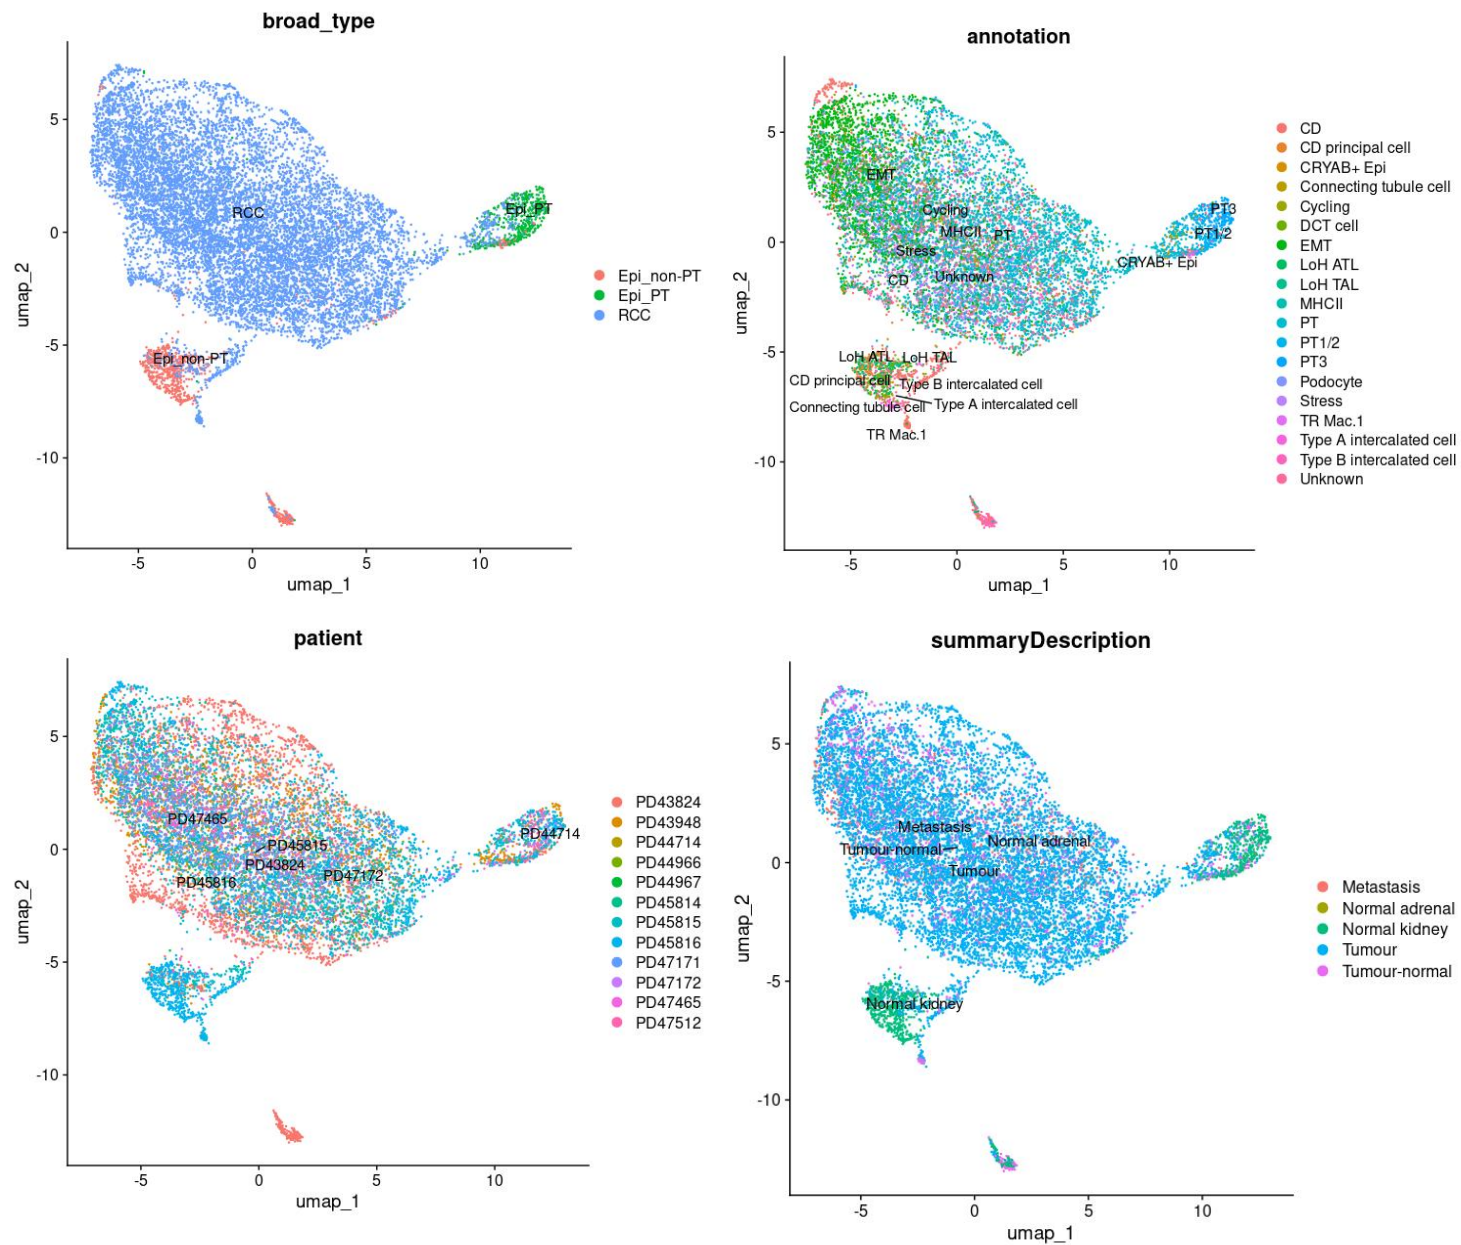 broad_type
5
0
-5
-10
umap_2
RCC
Epi_PT
Epi_non-PT
-5
0
5
10
umap_1
Epi_non-PT
Epi_PT
RCC
annotation
5
0
-5
-10
umap_2
EMT
Cycling
MHCII
PT
Stress
CD
Unknown
PT3
PT1/2
CRYAB+ Epi
LoH ATL
LoH TAL
CD principal cell
Type B intercalated cell
Connecting tubule cell
Type A intercalated cell
TR Mac.1
-5
0
5
10
umap_1
CD
CD principal cell
CRYAB+ Epi
Connecting tubule cell
Cycling
DCT cell
EMT
LoH ATL
LoH TAL
MHCII
PT
PT1/2
PT3
Podocyte
Stress
TR Mac.1
Type A intercalated cell
Type B intercalated cell
Unknown
patient
5
0
-5
-10
umap_2
PD47465
PD45815
PD43824
PD45816
PD47172
PD44714
-5
0
5
10
umap_1
PD43824
PD43948
PD44714
PD44966
PD44967
PD45814
PD45815
PD45816
PD47171
PD47172
PD47465
PD47512
summaryDescription
5
0
-5
-10
umap_2
Metastasis
Normal adrenal
Tumour-normal
Tumour
Normal kidney
-5
0
5
10
umap_1
Metastasis
Normal adrenal
Normal kidney
Tumour
Tumour-normal